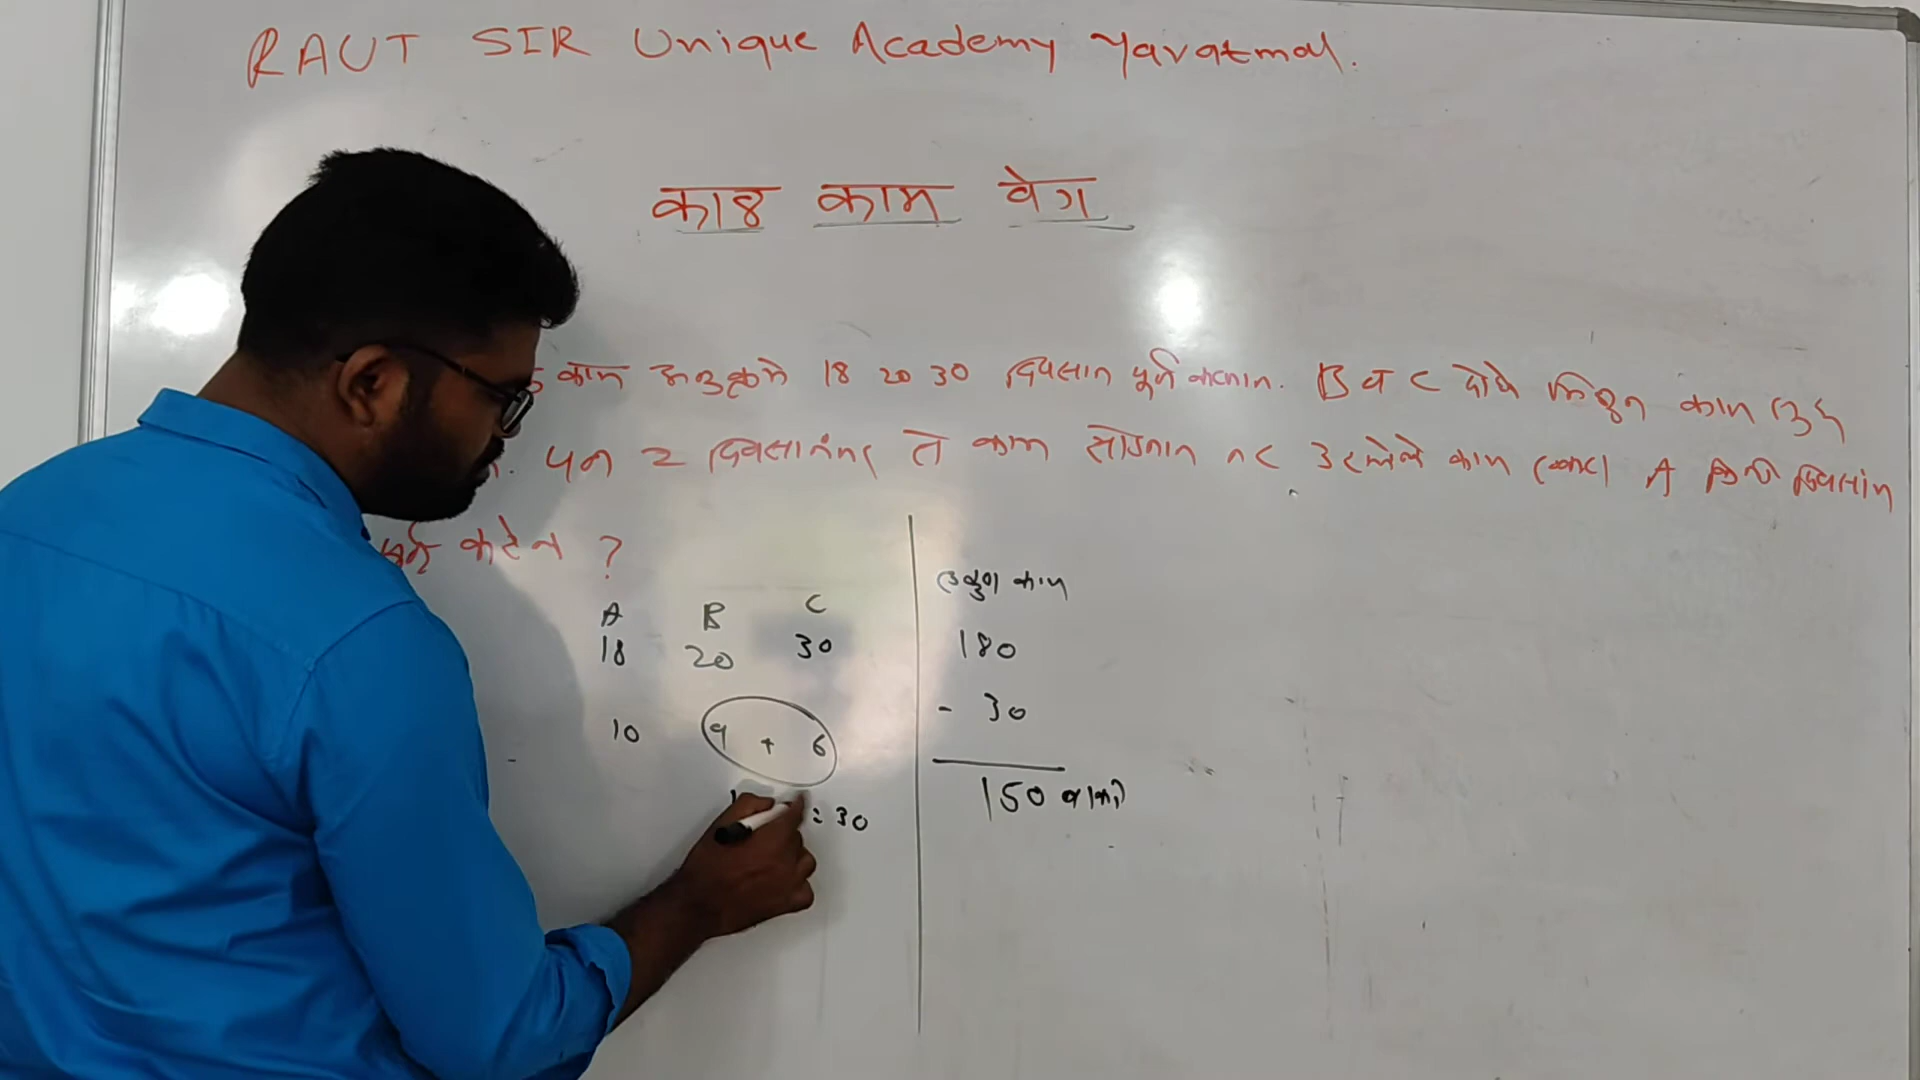 RAUT SIR Unique Academy Yavatmal.
काळ काम वेग
काम अनुक्रमे 18 20 30 दिवसात पूर्ण करतात. B व C दोघे मिळून काम सुरू
. पण 2 दिवसानंतर ते काम सोडतात तर उरलेले काम A किती दिवसांत
पूर्ण करेल ?
A B C
18 20 30
10 9 + 6
= 30
एकुण काम
180
- 30
150 बाकी